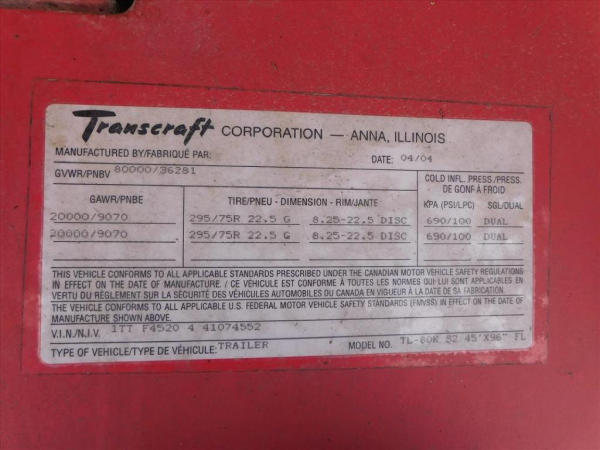 Transcraft CORPORATION — ANNA, ILLINOIS
MANUFACTURED BY/FABRIQUÉ PAR: DATE: 04/04
GVWR/PNBV 80000/36281
COLD INFL. PRESS./PRESS. DE GONF À FROID
GAWR/PNBE TIRE/PNEU - DIMENSION - RIM/JANTE KPA (PSI/LPC) SGL/DUAL
20000/9070 295/75R 22.5 G 8.25-22.5 DISC 690/100 DUAL
20000/9070 295/75R 22.5 G 8.25-22.5 DISC 690/100 DUAL
THIS VEHICLE CONFORMS TO ALL APPLICABLE STANDARDS PRESCRIBED UNDER THE CANADIAN MOTOR VEHICLE SAFETY REGULATIONS
IN EFFECT ON THE DATE OF MANUFACTURE. / CE VÉHICULE EST CONFORME À TOUTES LES NORMES QUI LUI SONT APPLICABLES EN
VERTU DU RÈGLEMENT SUR LA SÉCURITÉ DES VÉHICULES AUTOMOBILES DU CANADA EN VIGUEUR À LA DATE DE SA FABRICATION.
THIS VEHICLE CONFORMS TO ALL APPLICABLE U.S. FEDERAL MOTOR VEHICLE SAFETY STANDARDS (FMVSS) IN EFFECT ON THE DATE OF
MANUFACTURE SHOWN ABOVE.
V.I.N./N.I.V. 1TT F4520 4 41074552
TYPE OF VEHICLE/TYPE DE VÉHICULE: TRAILER MODEL NO. TL-80K S2 45'X96" FL